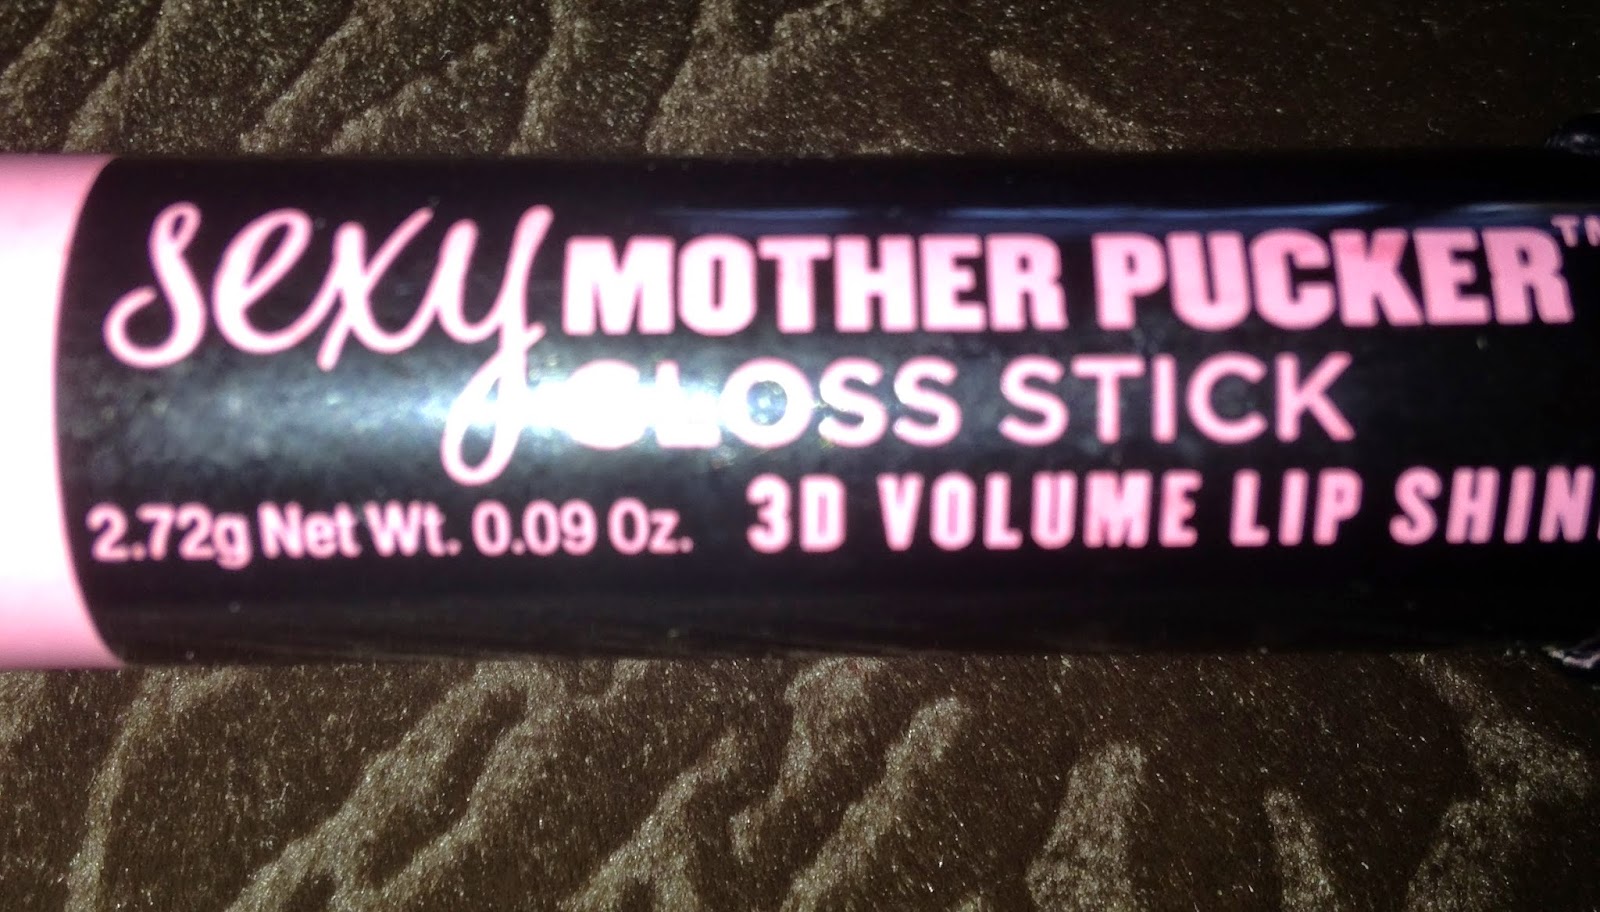 sexy MOTHER PUCKER™
GLOSS STICK
2.72g Net Wt. 0.09 Oz. 3D VOLUME LIP SHIN